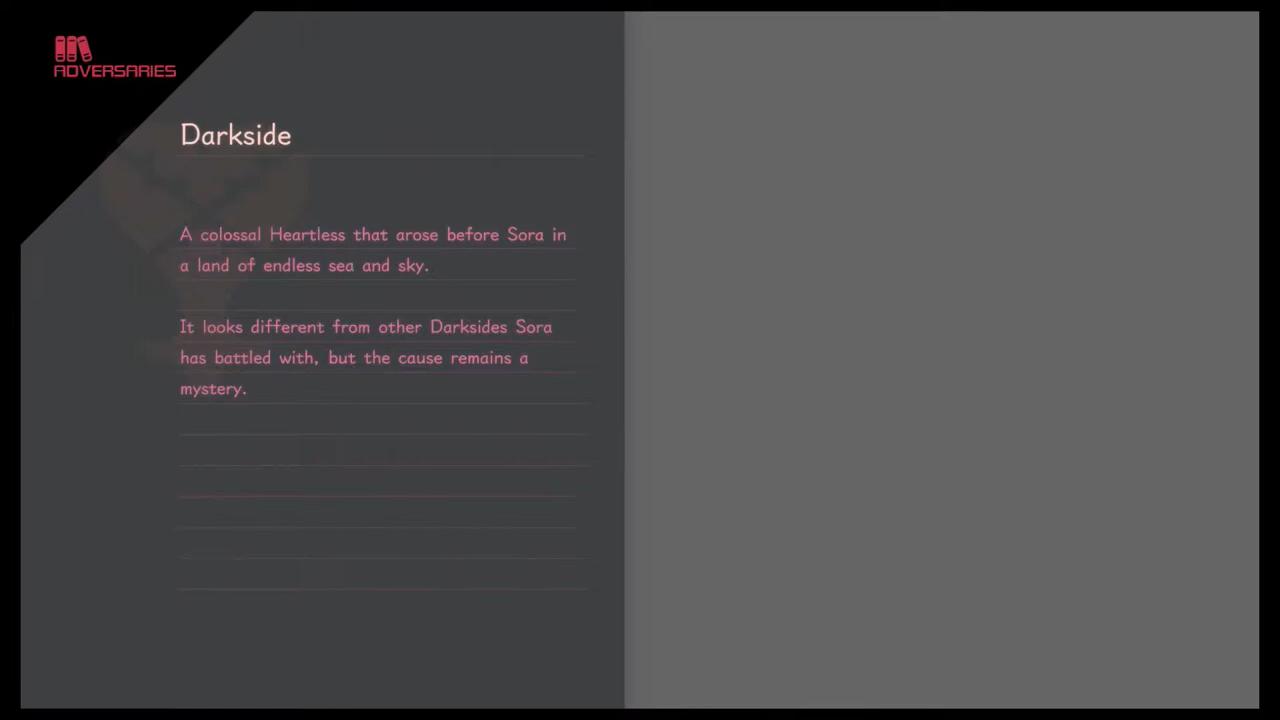 ADVERSARIES
Darkside
A colossal Heartless that arose before Sora in
a land of endless sea and sky.
It looks different from other Darksides Sora
has battled with, but the cause remains a
mystery.